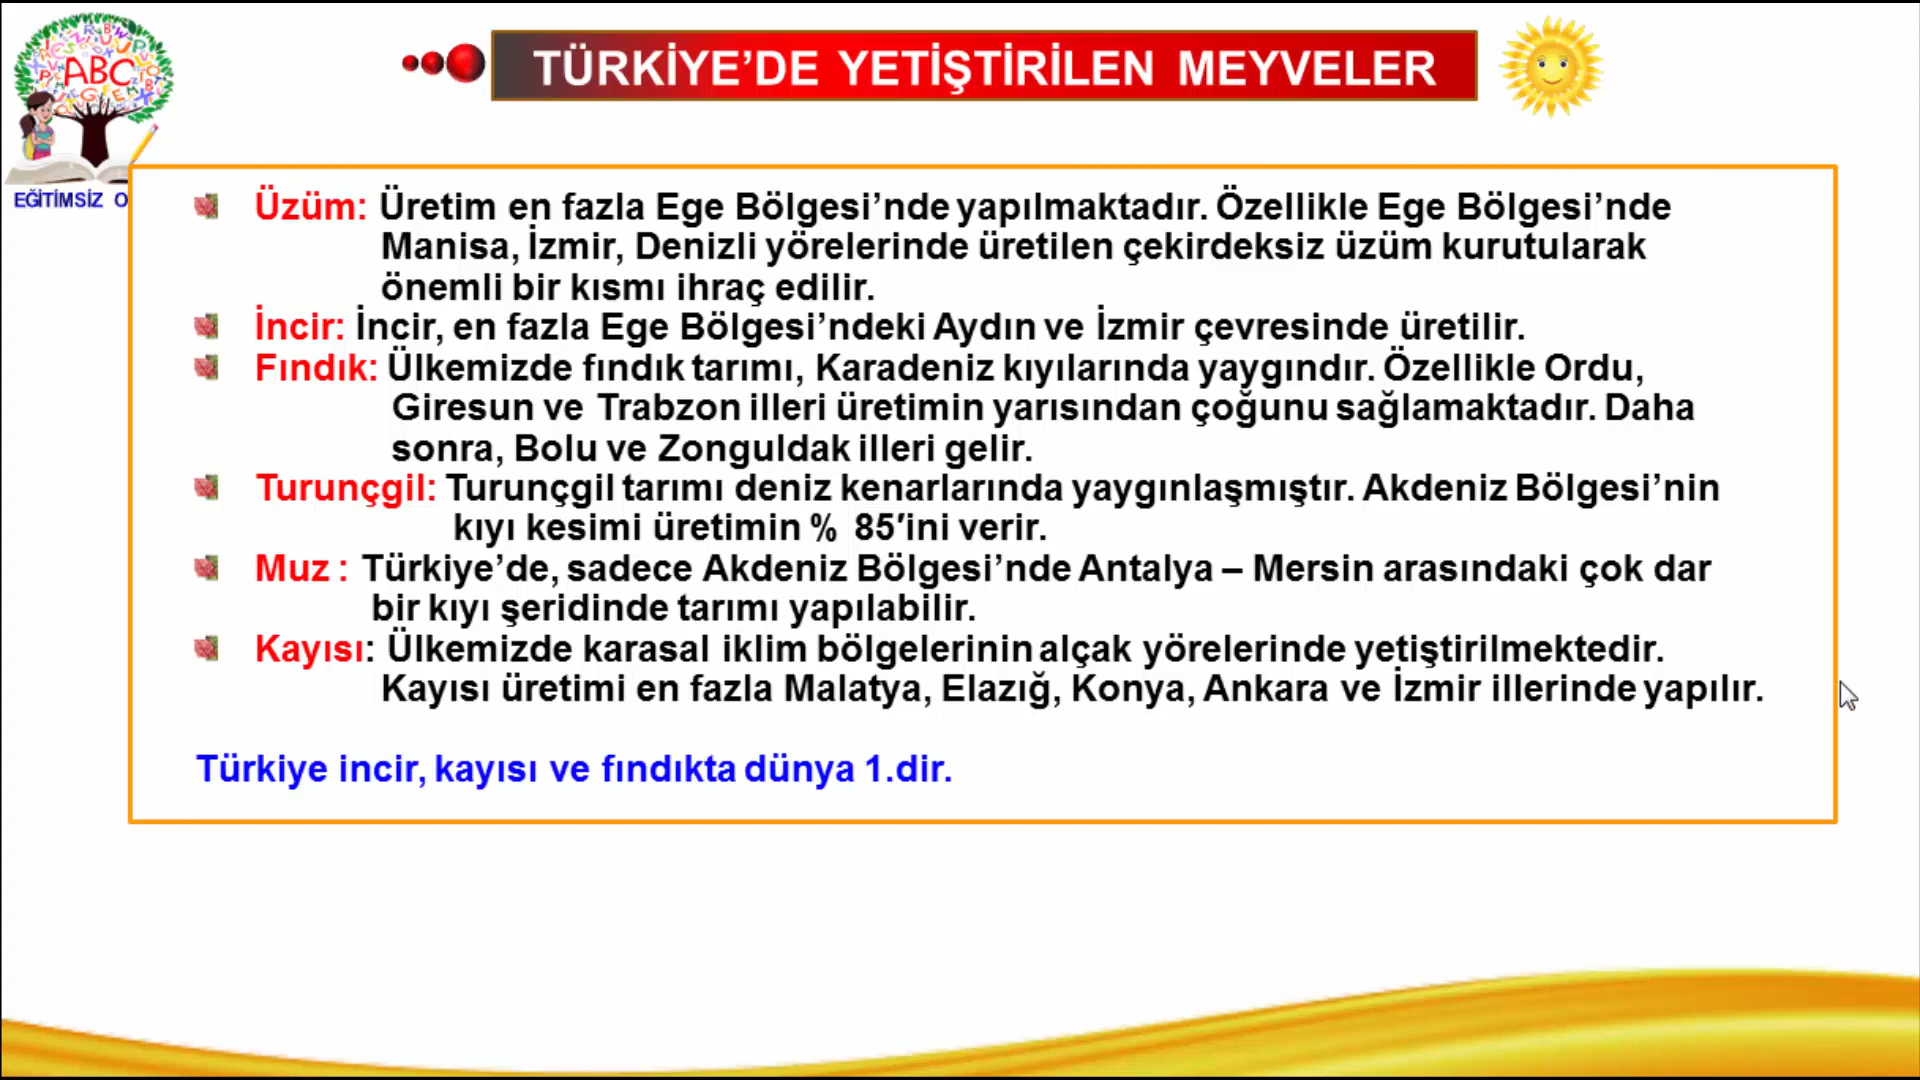 TÜRKİYE’DE YETİŞTİRİLEN MEYVELER
ABC
EĞİTİMSİZ O
Üzüm: Üretim en fazla Ege Bölgesi’nde yapılmaktadır. Özellikle Ege Bölgesi’nde
Manisa, İzmir, Denizli yörelerinde üretilen çekirdeksiz üzüm kurutularak
önemli bir kısmı ihraç edilir.
İncir: İncir, en fazla Ege Bölgesi’ndeki Aydın ve İzmir çevresinde üretilir.
Fındık: Ülkemizde fındık tarımı, Karadeniz kıyılarında yaygındır. Özellikle Ordu,
Giresun ve Trabzon illeri üretimin yarısından çoğunu sağlamaktadır. Daha
sonra, Bolu ve Zonguldak illeri gelir.
Turunçgil: Turunçgil tarımı deniz kenarlarında yaygınlaşmıştır. Akdeniz Bölgesi’nin
kıyı kesimi üretimin % 85′ini verir.
Muz : Türkiye’de, sadece Akdeniz Bölgesi’nde Antalya – Mersin arasındaki çok dar
bir kıyı şeridinde tarımı yapılabilir.
Kayısı: Ülkemizde karasal iklim bölgelerinin alçak yörelerinde yetiştirilmektedir.
Kayısı üretimi en fazla Malatya, Elazığ, Konya, Ankara ve İzmir illerinde yapılır.
Türkiye incir, kayısı ve fındıkta dünya 1.dir.